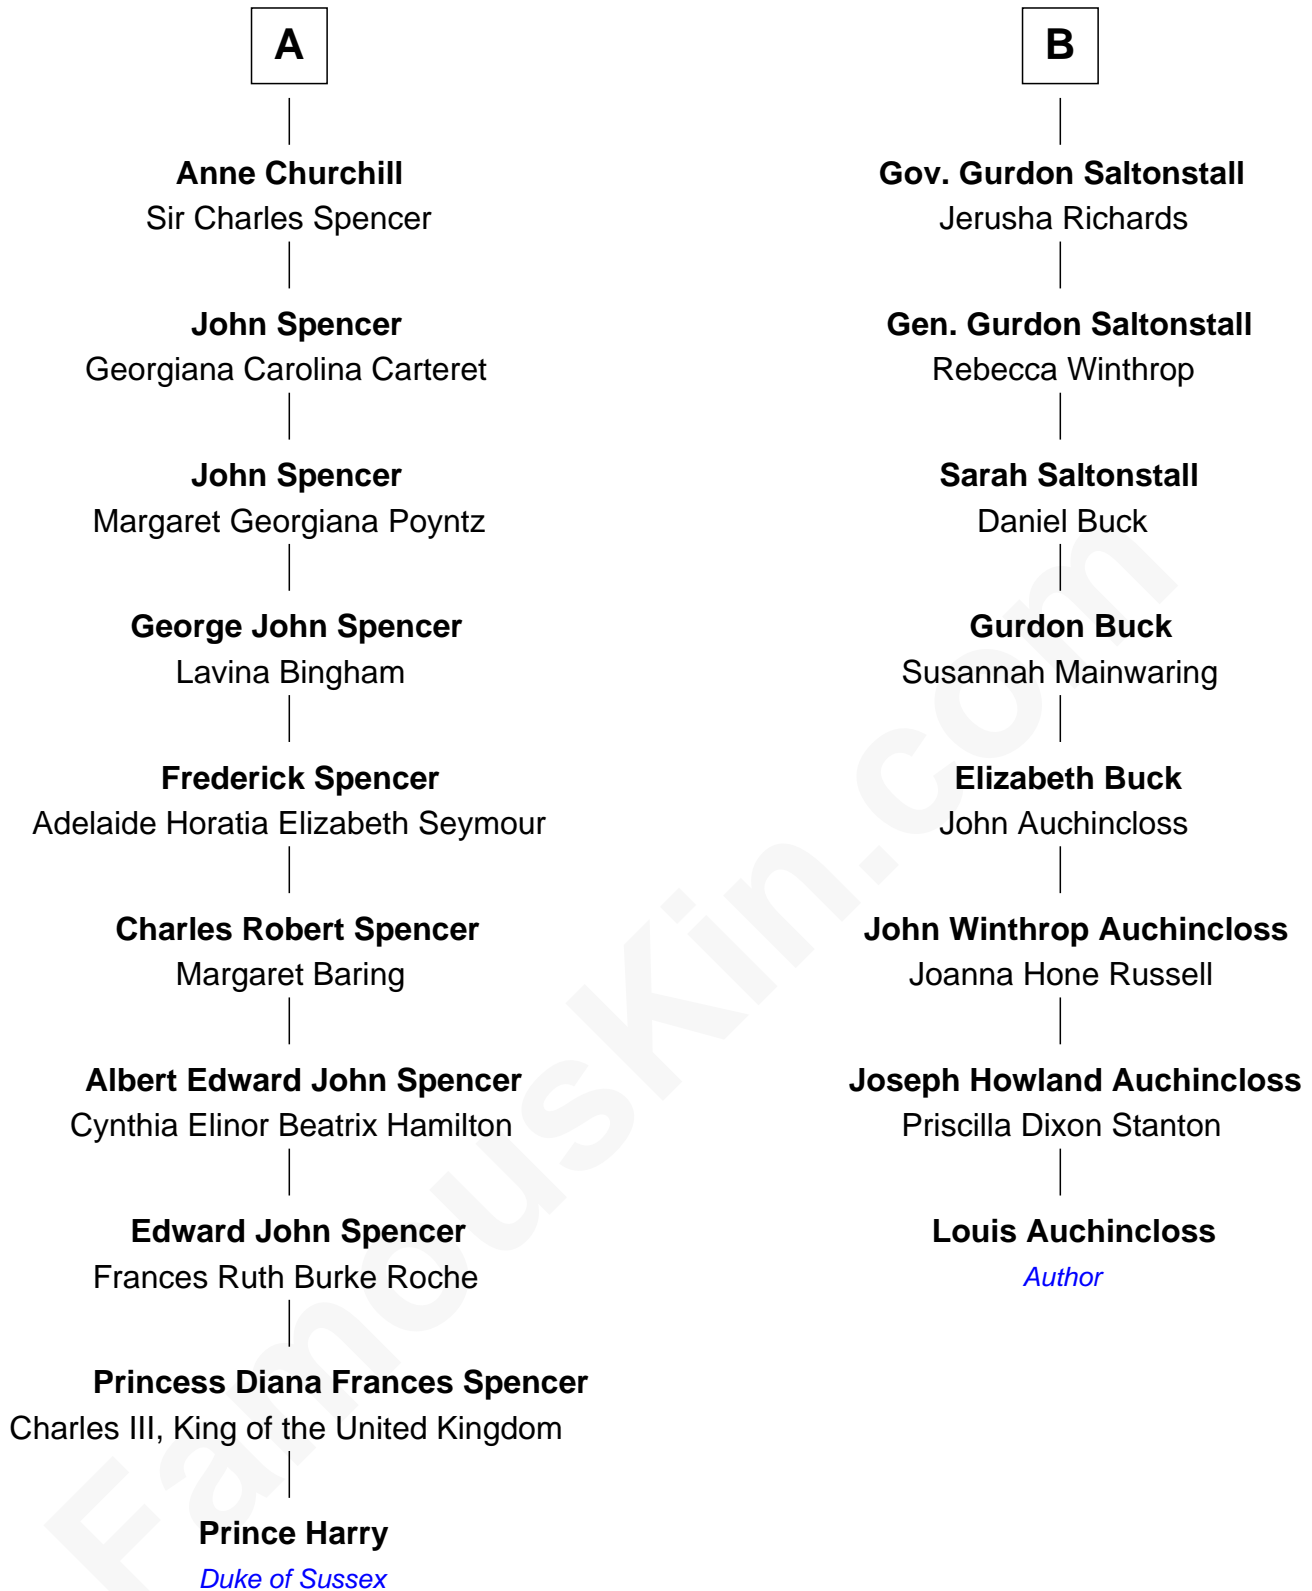 A
Anne Churchill
Sir Charles Spencer
John Spencer
Georgiana Carolina Carteret
John Spencer
Margaret Georgiana Poyntz
George John Spencer
Lavina Bingham
Frederick Spencer
Adelaide Horatia Elizabeth Seymour
Charles Robert Spencer
Margaret Baring
Albert Edward John Spencer
Cynthia Elinor Beatrix Hamilton
Edward John Spencer
Frances Ruth Burke Roche
Princess Diana Frances Spencer
Charles III, King of the United Kingdom
Prince Harry
Duke of Sussex
B
Gov. Gurdon Saltonstall
Jerusha Richards
Gen. Gurdon Saltonstall
Rebecca Winthrop
Sarah Saltonstall
Daniel Buck
Gurdon Buck
Susannah Mainwaring
Elizabeth Buck
John Auchincloss
John Winthrop Auchincloss
Joanna Hone Russell
Joseph Howland Auchincloss
Priscilla Dixon Stanton
Louis Auchincloss
Author
FamousKin.com